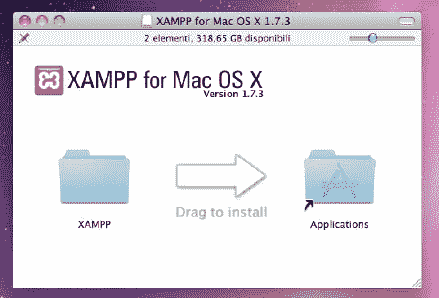 XAMPP for Mac OS X 1.7.3
2 elementi, 318,65 GB disponibili
XAMPP for Mac OS X
Version 1.7.3
Drag to install
XAMPP
Applications